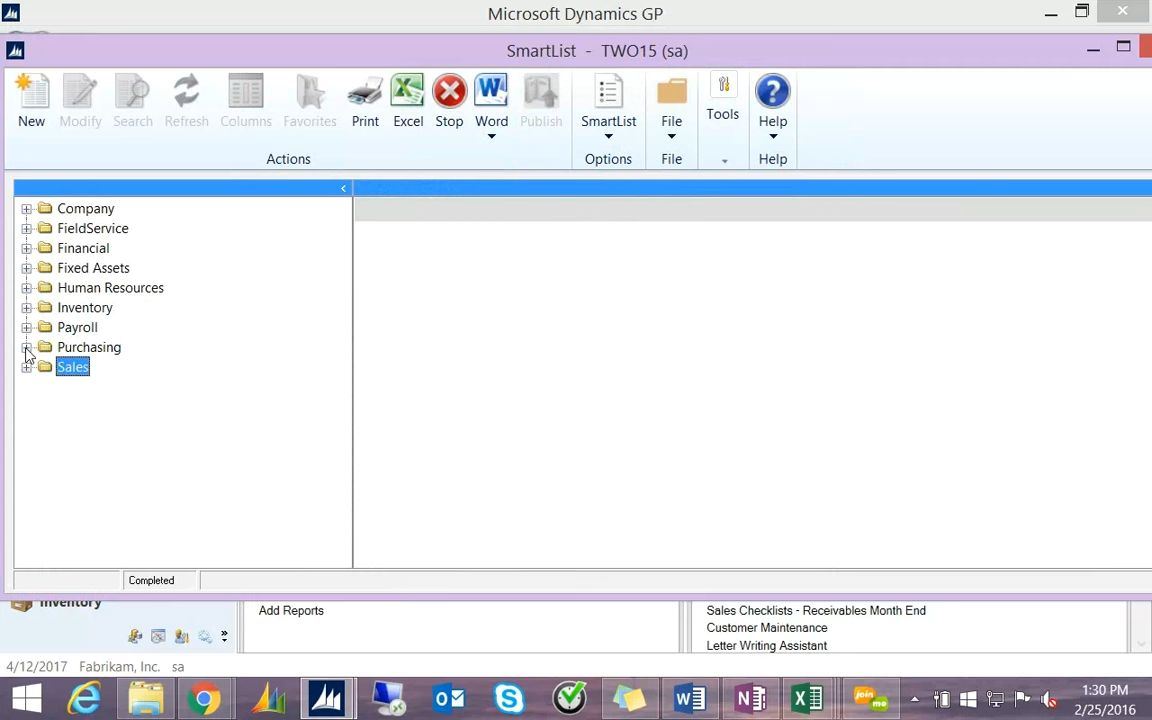 Microsoft Dynamics GP
SmartList - TWO15 (sa)
New Modify Search Refresh Columns Favorites Print Excel Stop Word Publish SmartList File Tools Help
Actions Options File Help
Company
FieldService
Financial
Fixed Assets
Human Resources
Inventory
Payroll
Purchasing
Sales
Completed
Inventory
Add Reports
Sales Checklists - Receivables Month End
Customer Maintenance
Letter Writing Assistant
4/12/2017 Fabrikam, Inc. sa
join me
1:30 PM
2/25/2016